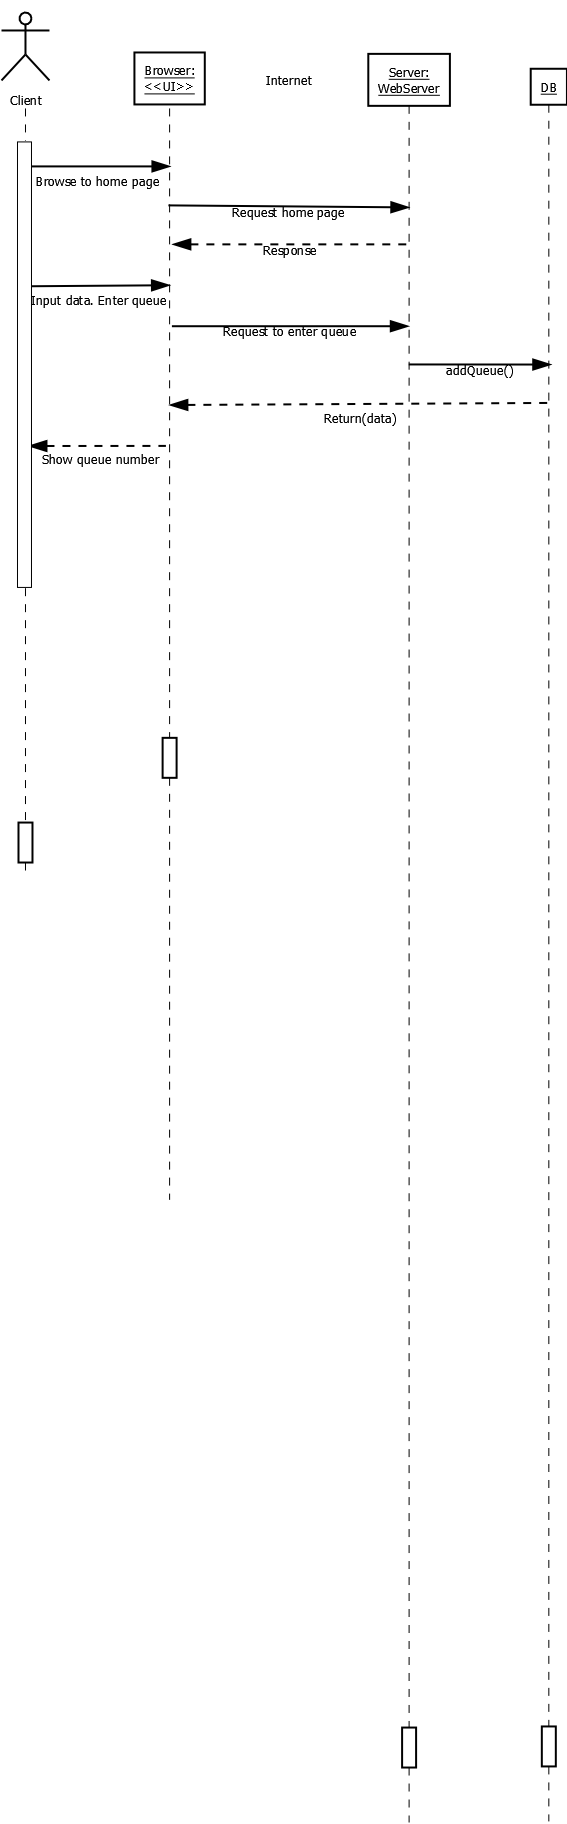 Client
Browser:
<<UI>>
Internet
Server:
WebServer
DB
Browse to home page
Request home page
Response
Input data. Enter queue
Request to enter queue
addQueue()
Return(data)
Show queue number